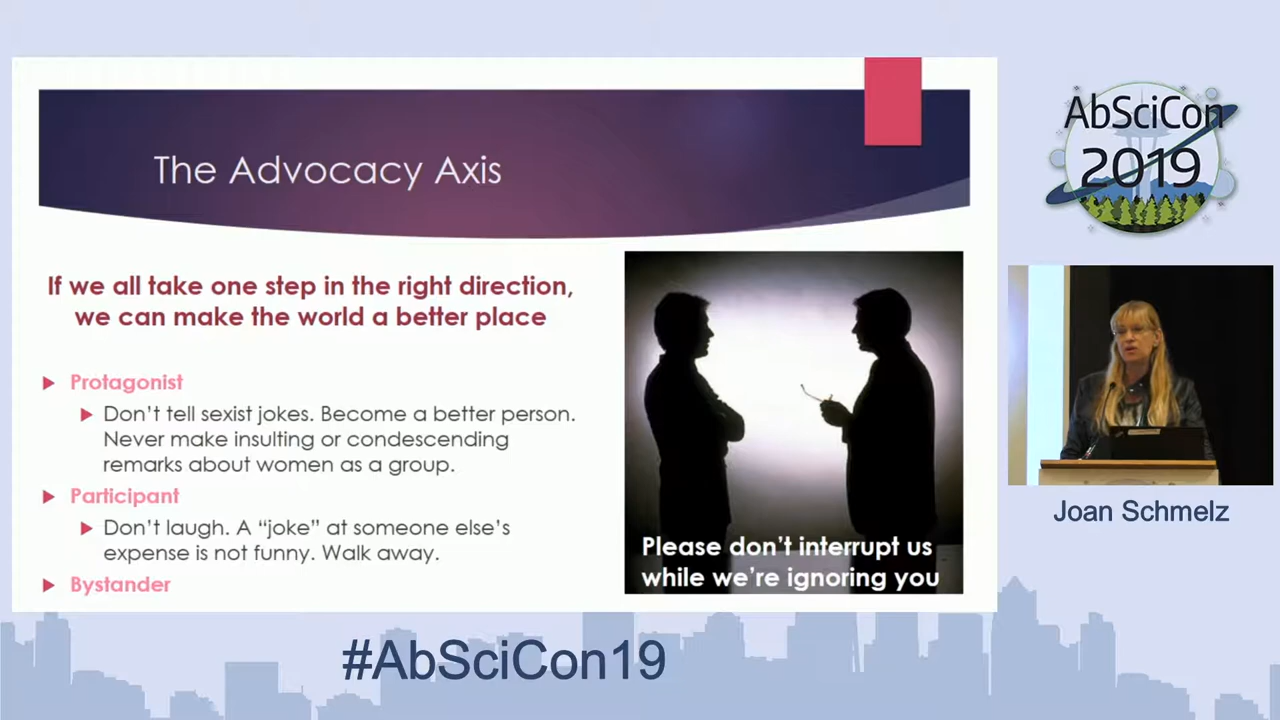 The Advocacy Axis
If we all take one step in the right direction,
we can make the world a better place
Protagonist
Don't tell sexist jokes. Become a better person.
Never make insulting or condescending
remarks about women as a group.
Participant
Don't laugh. A “joke” at someone else's
expense is not funny. Walk away.
Bystander
Please don't interrupt us
while we're ignoring you
AbSciCon
2019
Joan Schmelz
#AbSciCon19